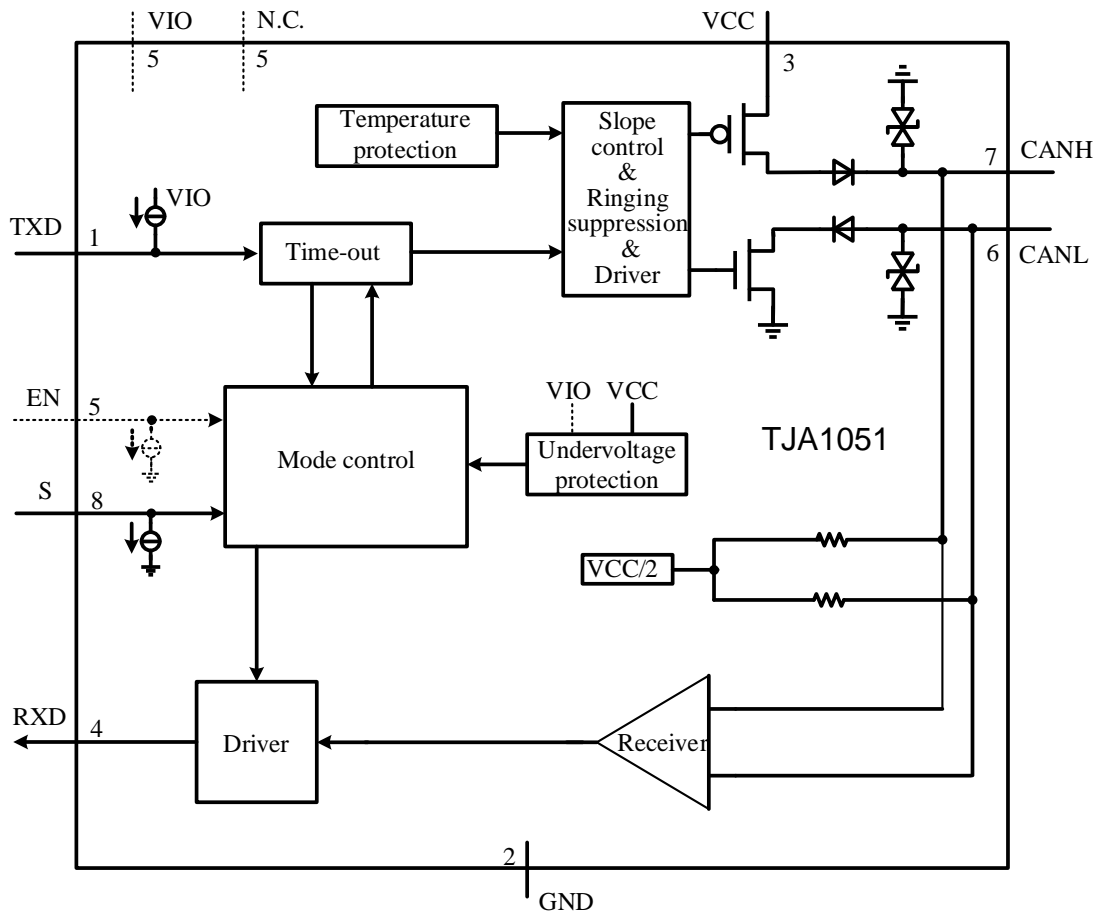 VIO
N.C.
VCC
5
5
3
Temperature
protection
Slope
control
&
Ringing
suppression
&
Driver
7
CANH
VIO
TXD
1
Time-out
6
CANL
EN
5
VIO
VCC
Mode control
Undervoltage
protection
TJA1051
S
8
VCC/2
RXD
4
Driver
Receiver
2
GND